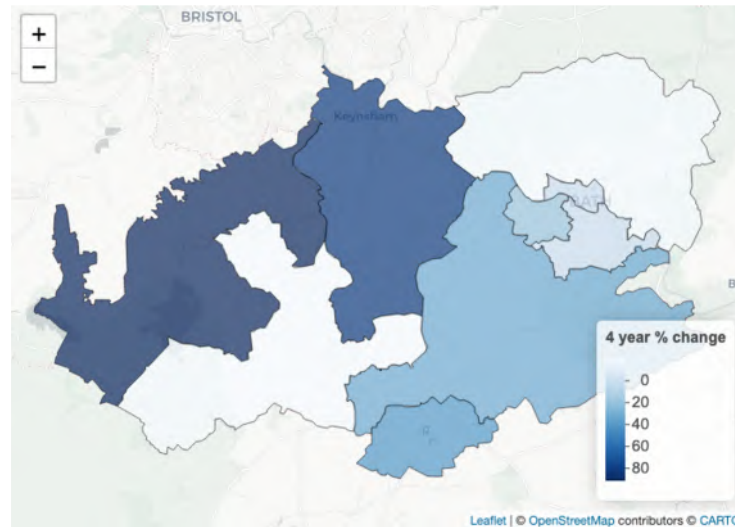 BRISTOL
+
−
Keynsham
BATH
4 year % change
0
20
40
60
80
Leaflet | © OpenStreetMap contributors © CARTO